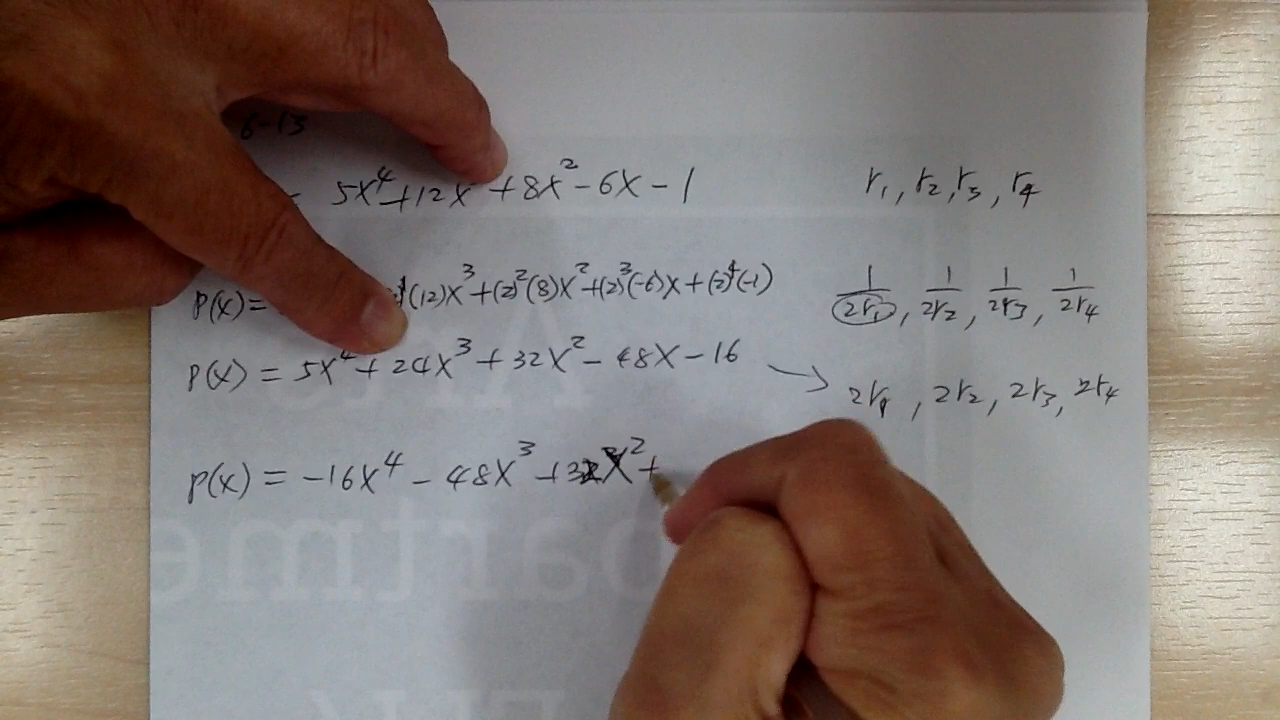 6-13
= 5x⁴+12x +8x²-6x-1 r₁, r₂, r₃, r₄
p(x)= (12)x³+(2)²(8)x²+(2)³(-6)x+(2)⁴(-1) 1/2r₁, 1/2r₂, 1/2r₃, 1/2r₄
p(x) = 5x⁴+24x³+32x²-48x-16 → 2r₁, 2r₂, 2r₃, 2r₄
p(x) = -16x⁴-48x³+32x²+